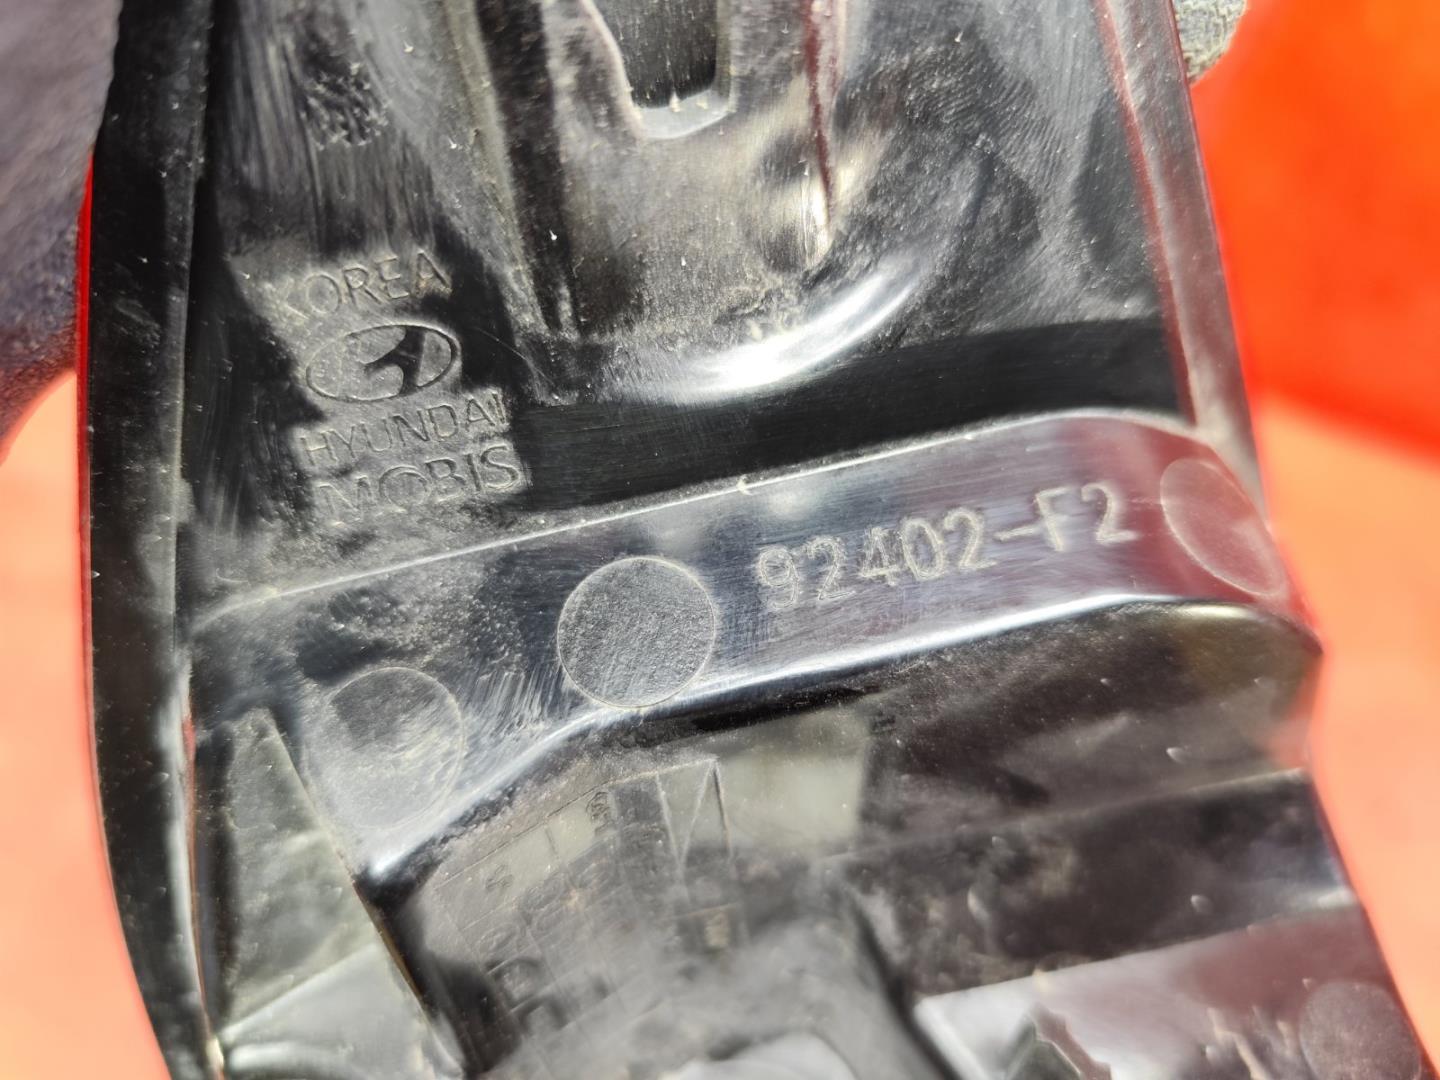 KOREA
HYUNDAI
MOBIS
92402-F2